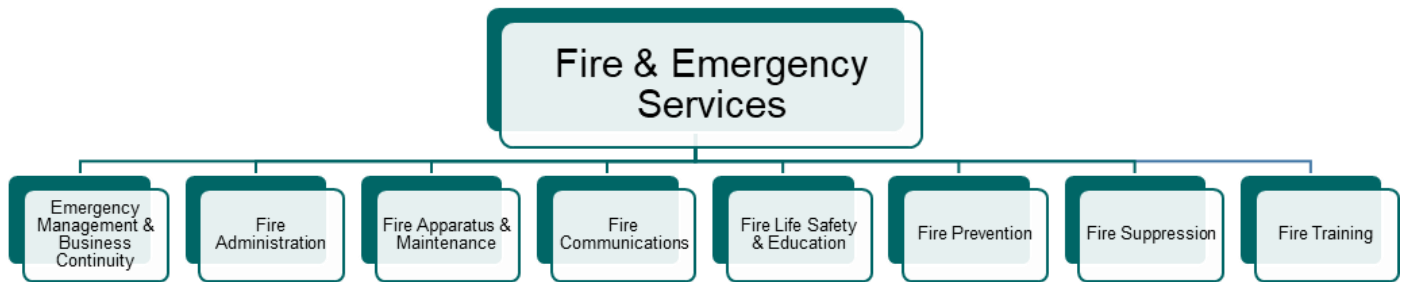 Fire & Emergency
Services
Emergency
Management &
Business
Continuity
Fire
Administration
Fire Apparatus &
Maintenance
Fire
Communications
Fire Life Safety
& Education
Fire Prevention
Fire Suppression
Fire Training